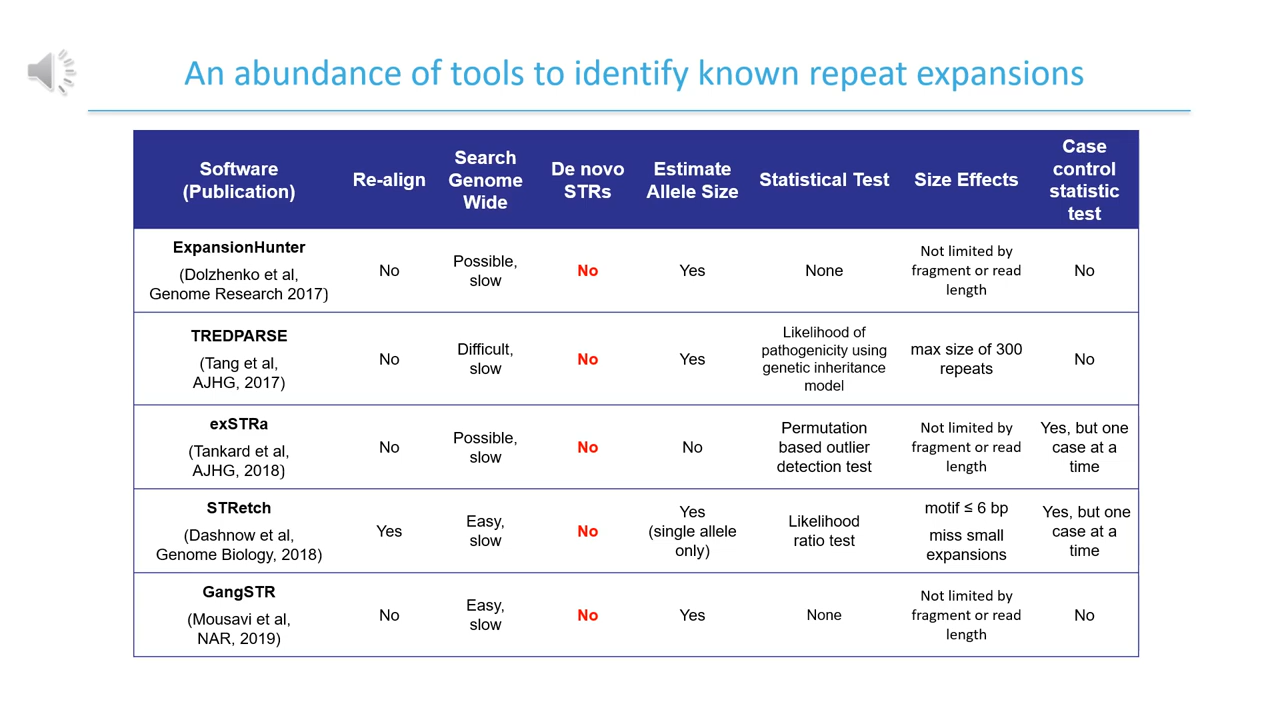 An abundance of tools to identify known repeat expansions
Software
(Publication)
Re-align
Search
Genome
Wide
De novo
STRs
Estimate
Allele Size
Statistical Test
Size Effects
Case
control
statistic
test
ExpansionHunter
(Dolzhenko et al,
Genome Research 2017)
No
Possible,
slow
No
Yes
None
Not limited by
fragment or read
length
No
TREDPARSE
(Tang et al,
AJHG, 2017)
No
Difficult,
slow
No
Yes
Likelihood of
pathogenicity using
genetic inheritance
model
max size of 300
repeats
No
exSTRa
(Tankard et al,
AJHG, 2018)
No
Possible,
slow
No
No
Permutation
based outlier
detection test
Not limited by
fragment or read
length
Yes, but one
case at a
time
STRetch
(Dashnow et al,
Genome Biology, 2018)
Yes
Easy,
slow
No
Yes
(single allele
only)
Likelihood
ratio test
motif ≤ 6 bp
miss small
expansions
Yes, but one
case at a
time
GangSTR
(Mousavi et al,
NAR, 2019)
No
Easy,
slow
No
Yes
None
Not limited by
fragment or read
length
No